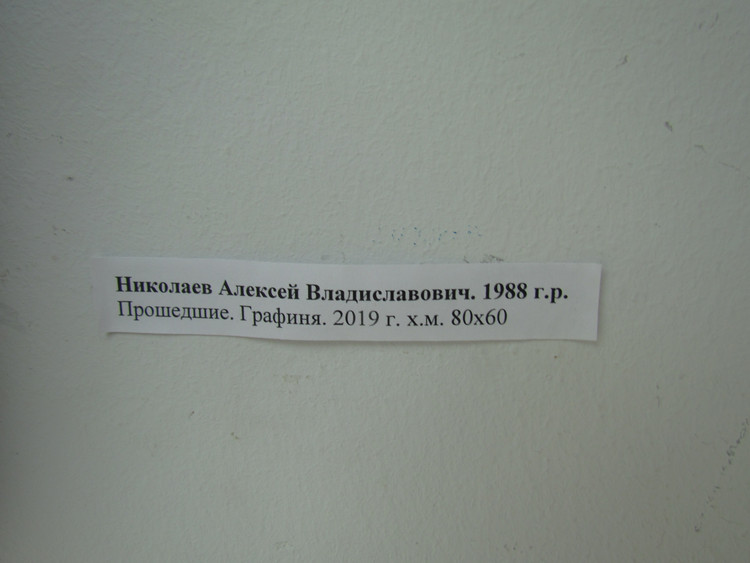 Николаев Алексей Владиславович. 1988 г.р.
Прошедшие. Графиня. 2019 г. х.м. 80х60